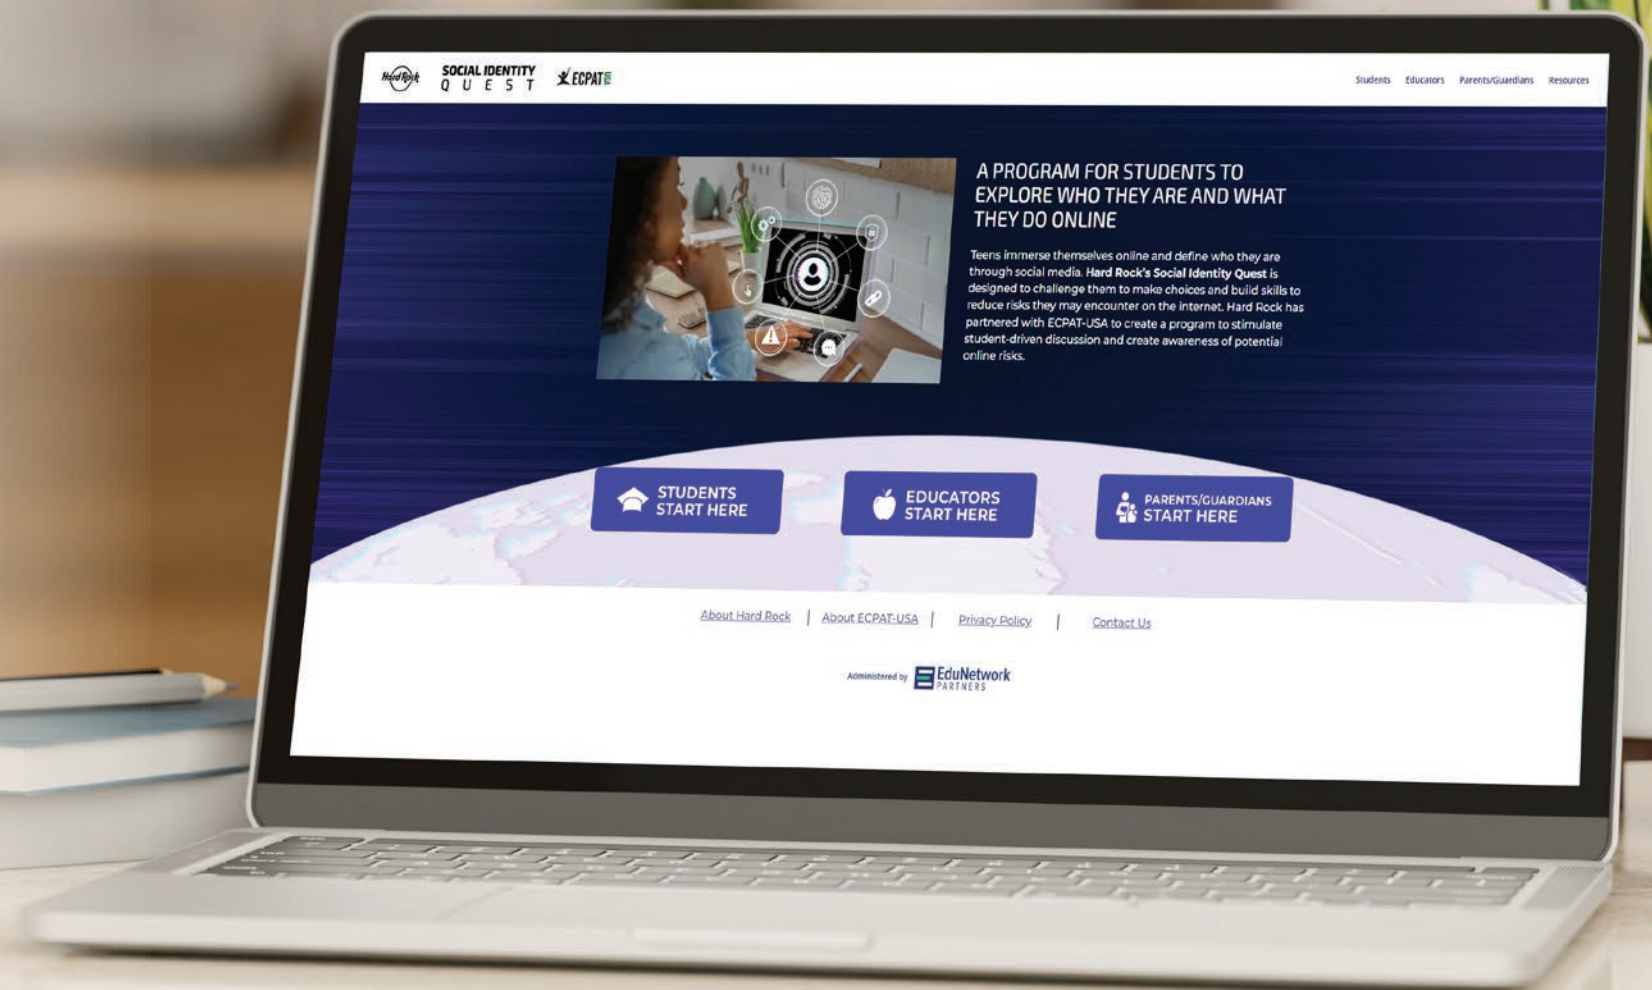 Hard Rock
SOCIAL IDENTITY
QUEST
ECPAT USA
Students Educators Parents/Guardians Resources
A PROGRAM FOR STUDENTS TO
EXPLORE WHO THEY ARE AND WHAT
THEY DO ONLINE
Teens immerse themselves online and define who they are
through social media. Hard Rock's Social Identity Quest is
designed to challenge them to make choices and build skills to
reduce risks they may encounter on the internet. Hard Rock has
partnered with ECPAT-USA to create a program to stimulate
student-driven discussion and create awareness of potential
online risks.
STUDENTS
START HERE
EDUCATORS
START HERE
PARENTS/GUARDIANS
START HERE
About Hard Rock | About ECPAT-USA | Privacy Policy | Contact Us
Administered by EduNetwork
PARTNERS